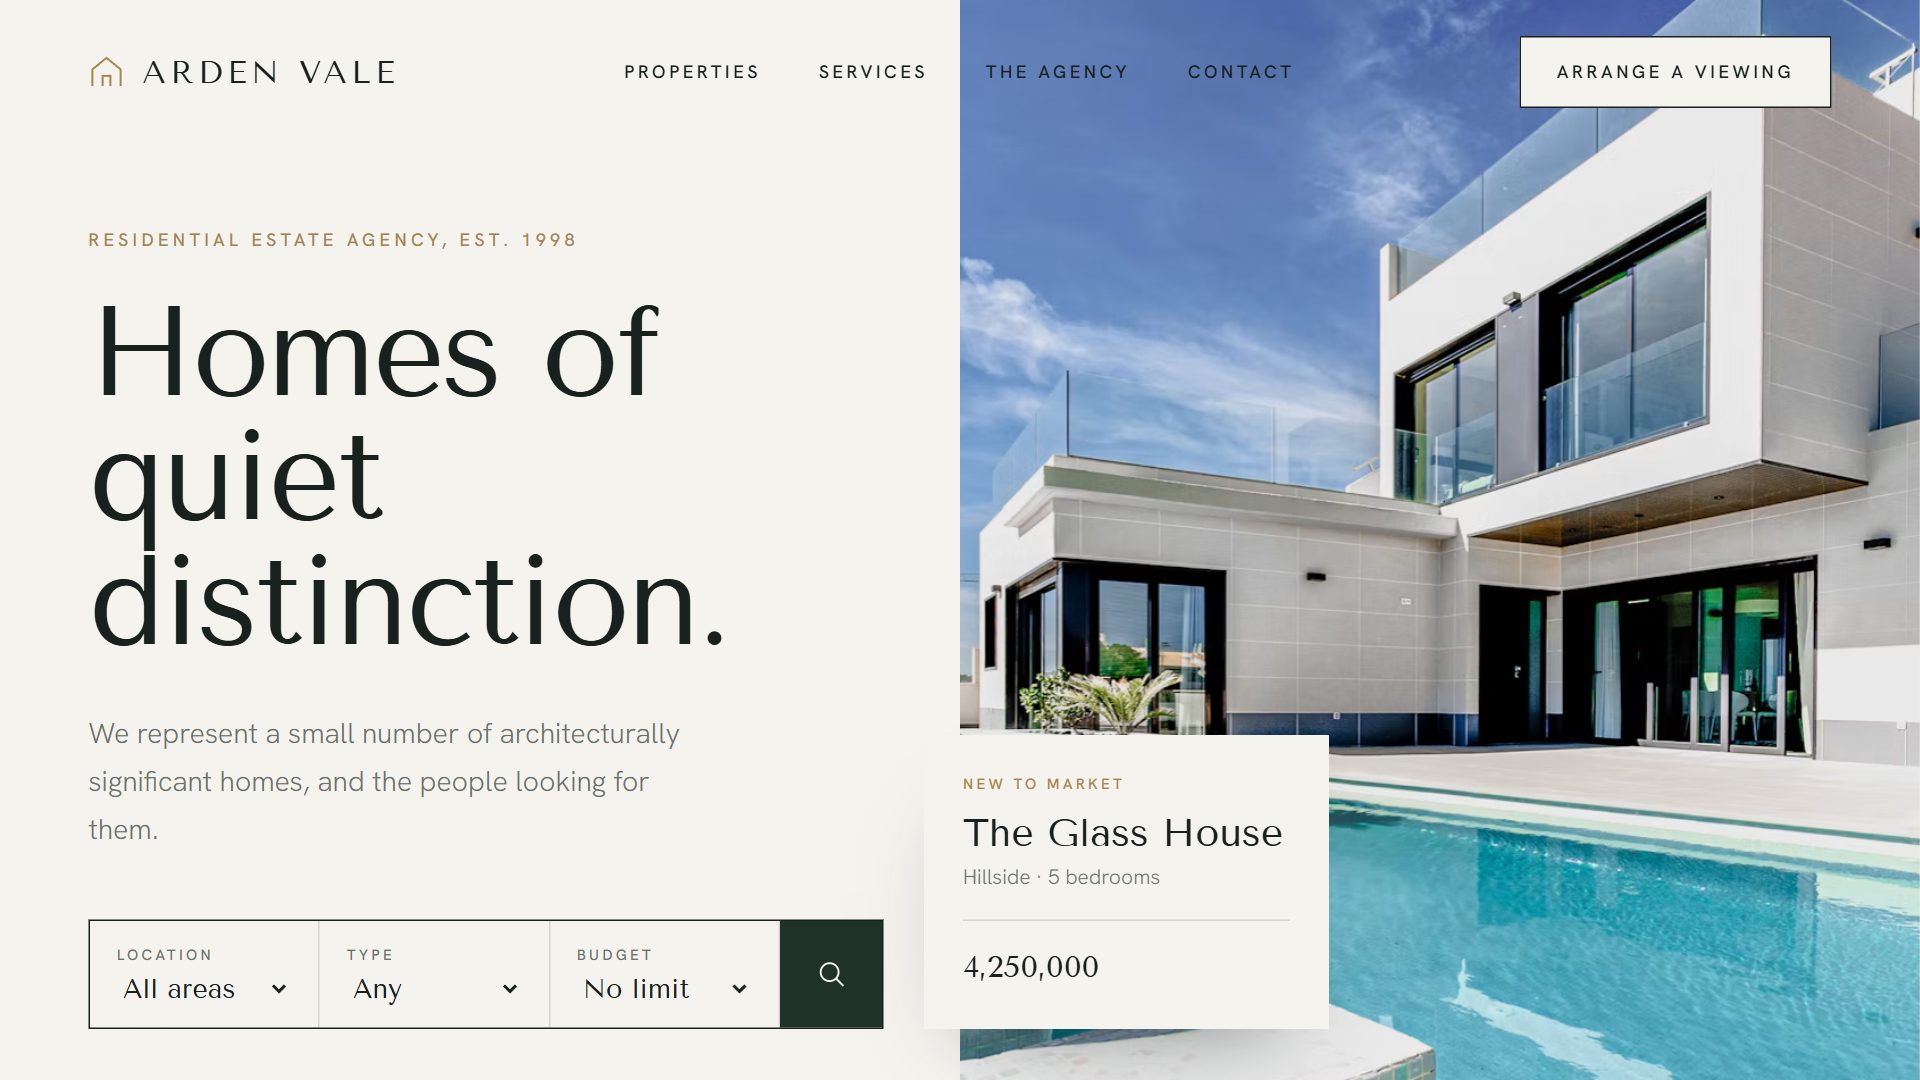 ARDEN VALE
PROPERTIES
SERVICES
THE AGENCY
CONTACT
ARRANGE A VIEWING
RESIDENTIAL ESTATE AGENCY, EST. 1998
Homes of
quiet
distinction.
We represent a small number of architecturally
significant homes, and the people looking for
them.
LOCATION
All areas
TYPE
Any
BUDGET
No limit
NEW TO MARKET
The Glass House
Hillside · 5 bedrooms
4,250,000